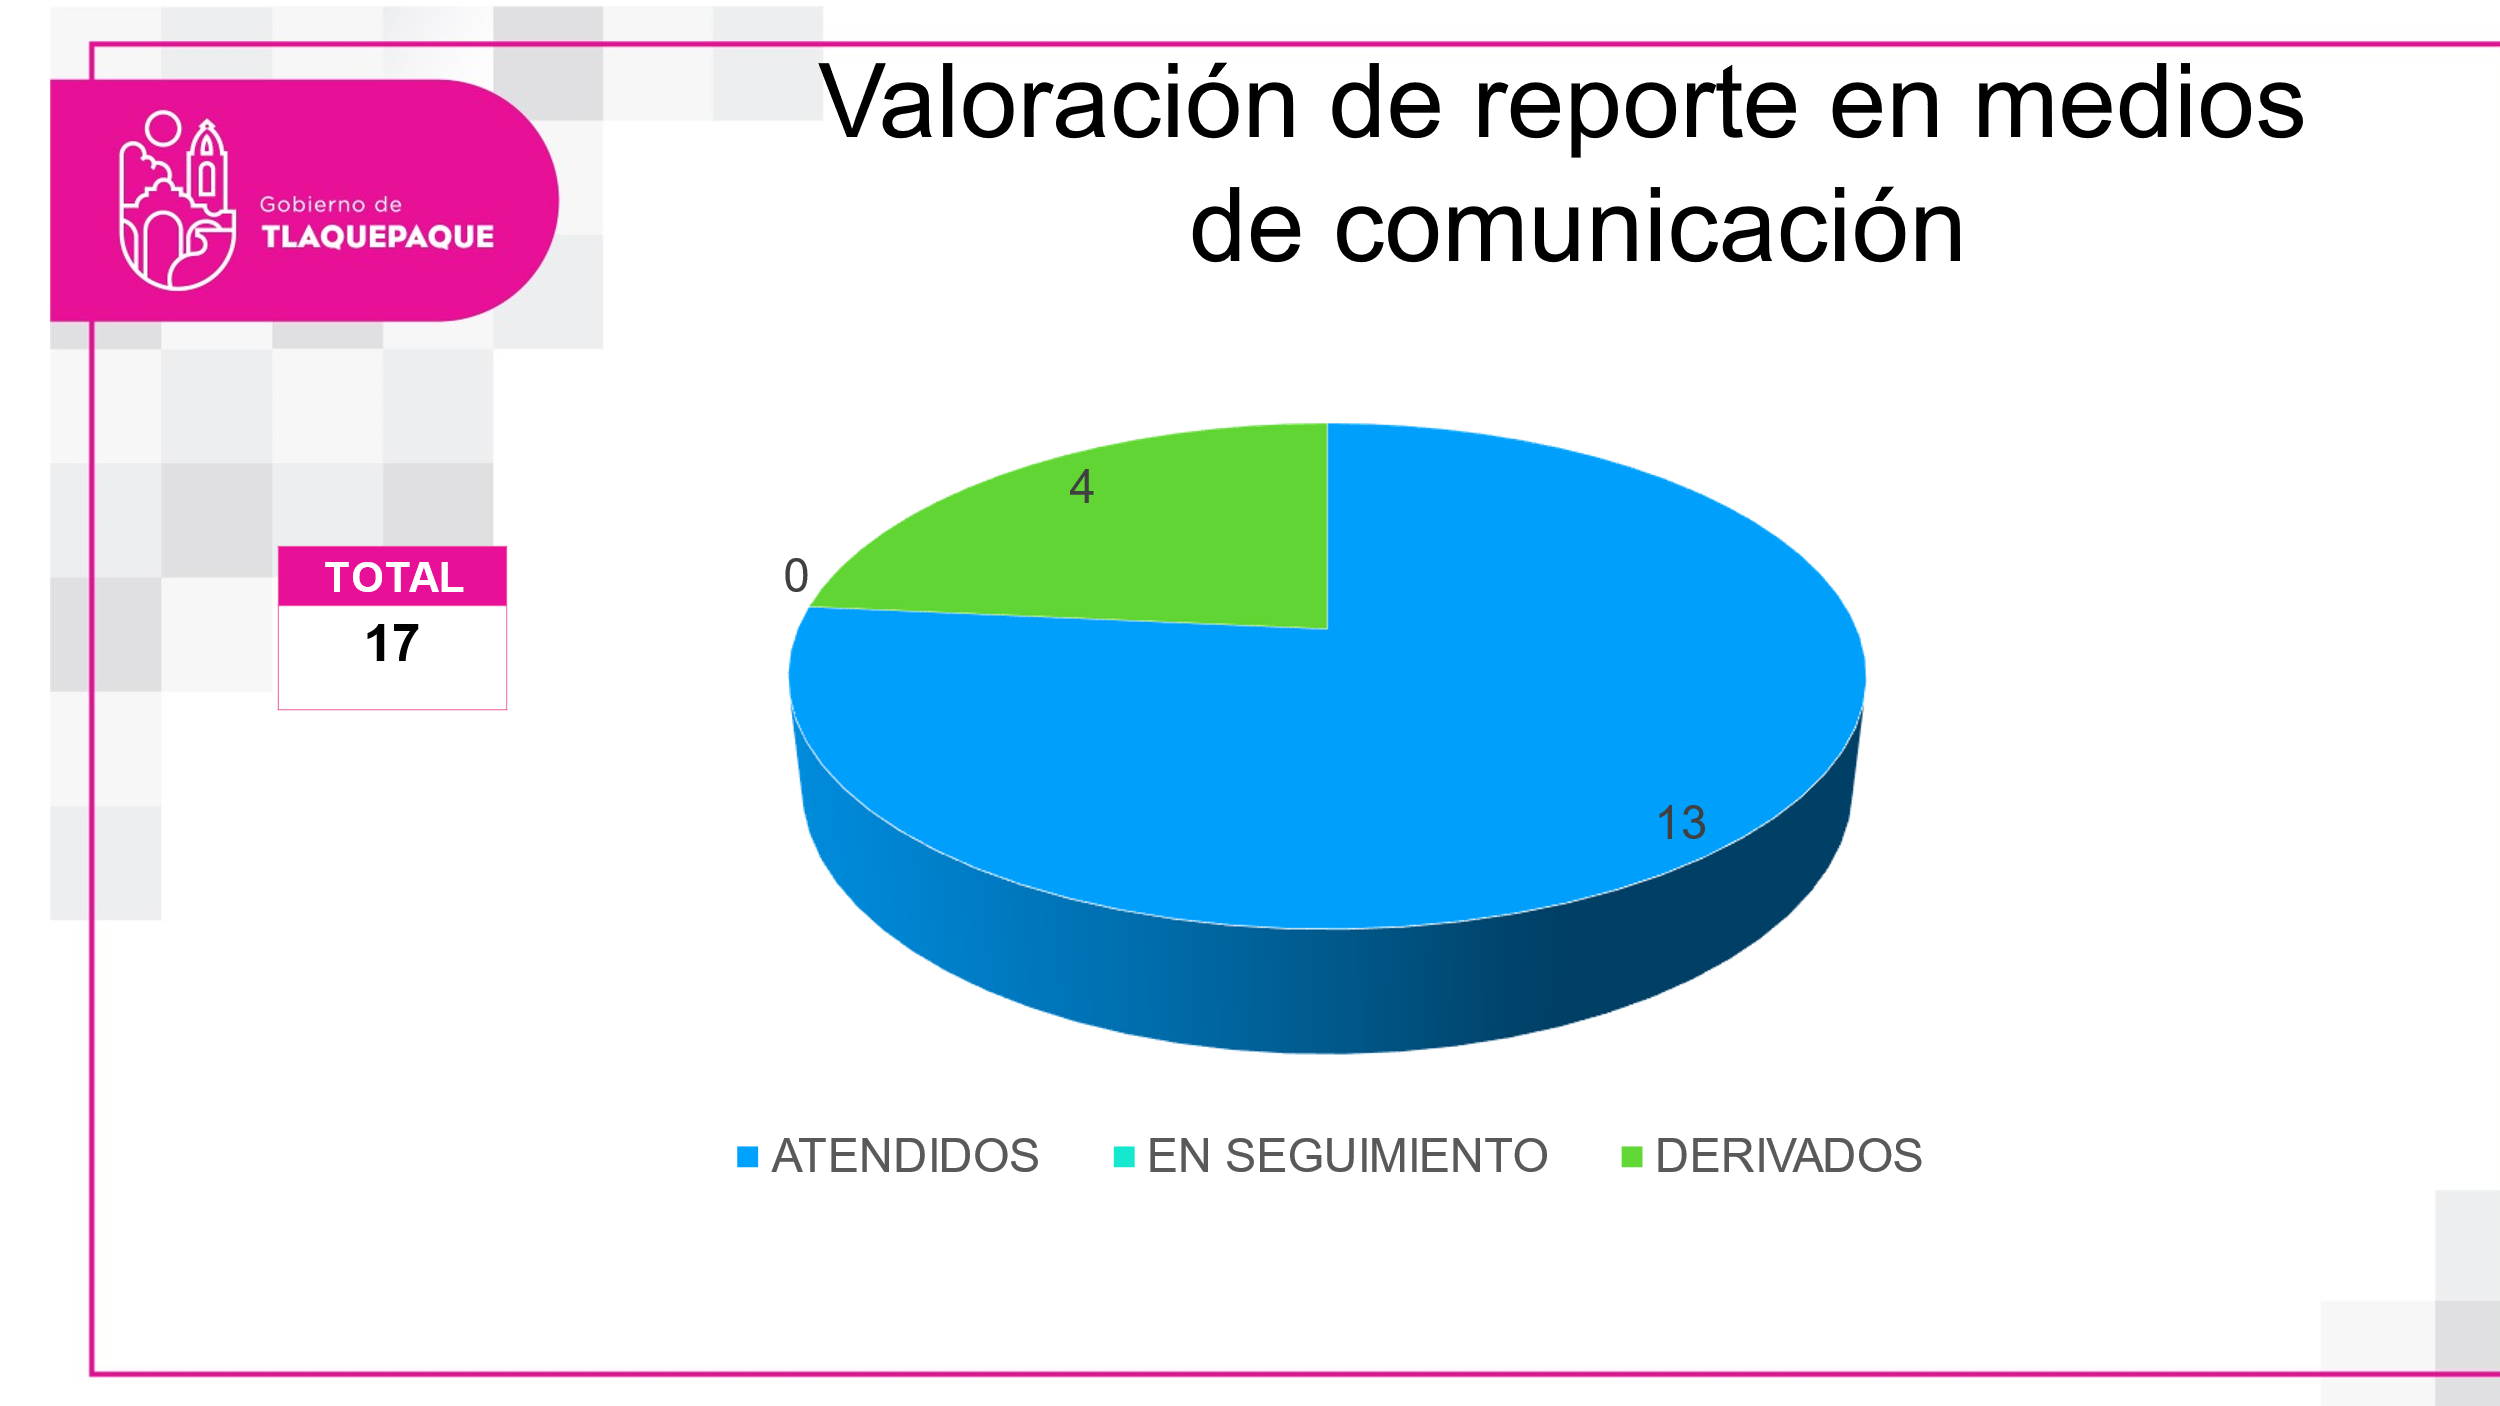 Valoración de reporte en medios
de comunicación
Gobierno de
TLAQUEPAQUE
TOTAL
17
4
0
13
ATENDIDOS EN SEGUIMIENTO DERIVADOS